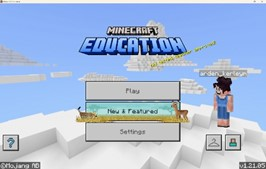 MINECRAFT
EDUCATION
Play
New & Featured
Settings
©Mojang AB
v1.21.05